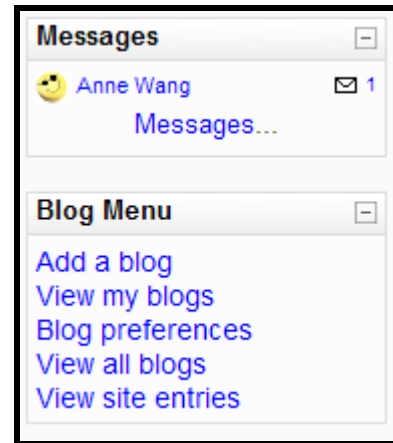 Messages
Anne Wang 1
Messages...
Blog Menu
Add a blog
View my blogs
Blog preferences
View all blogs
View site entries